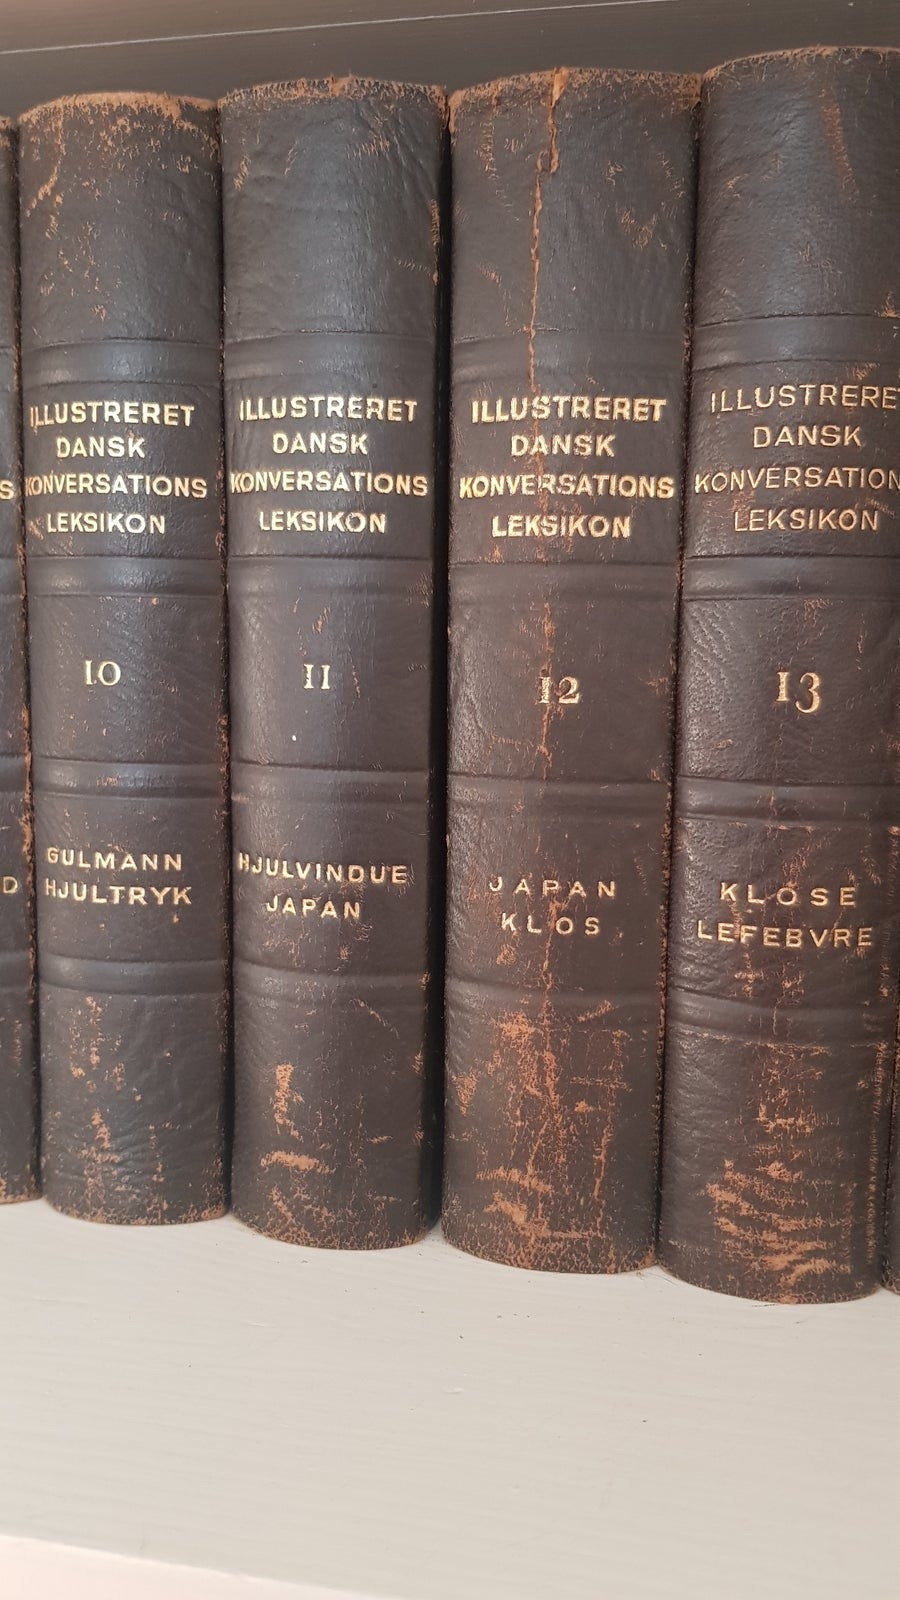 ILLUSTRERET
DANSK
KONVERSATIONS
LEKSIKON
10
GULMANN
HJULTRYK
ILLUSTRERET
DANSK
KONVERSATIONS
LEKSIKON
11
HJULVINDUE
JAPAN
ILLUSTRERET
DANSK
KONVERSATIONS
LEKSIKON
12
JAPAN
KLOS
ILLUSTRERET
DANSK
KONVERSATION
LEKSIKON
13
KLOSE
LEFEBVRE